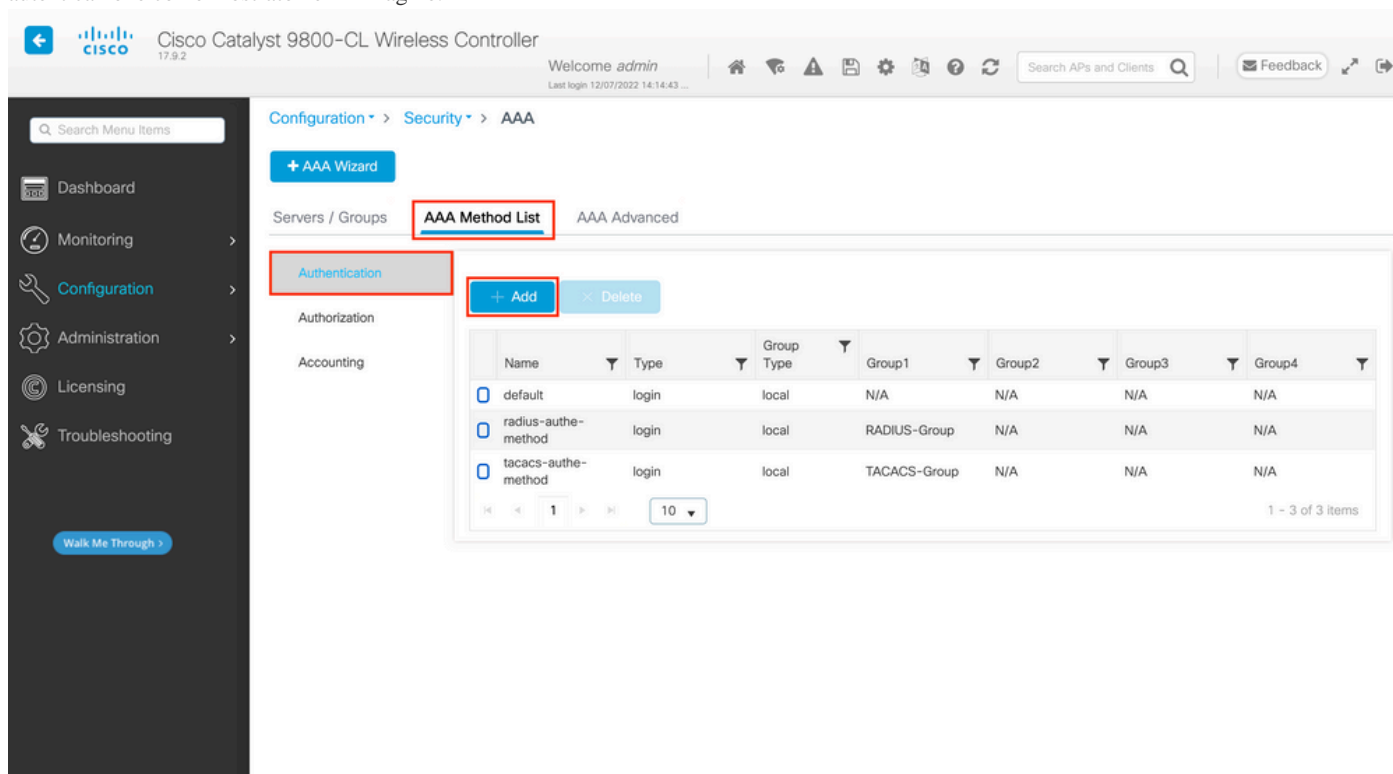 cisco
Cisco Catalyst 9800-CL Wireless Controller
17.9.2
Welcome admin
Last login 12/07/2022 14:14:43 ...
Search APs and Clients
Feedback
Search Menu Items
Dashboard
Monitoring
Configuration
Administration
Licensing
Troubleshooting
Walk Me Through >
Configuration > Security > AAA
+ AAA Wizard
Servers / Groups AAA Method List AAA Advanced
Authentication
Authorization
Accounting
+ Add × Delete
Name Type Group Type Group1 Group2 Group3 Group4
default login local N/A N/A N/A N/A
radius-authe-method login local RADIUS-Group N/A N/A N/A
tacacs-authe-method login local TACACS-Group N/A N/A N/A
1 10 1 - 3 of 3 items